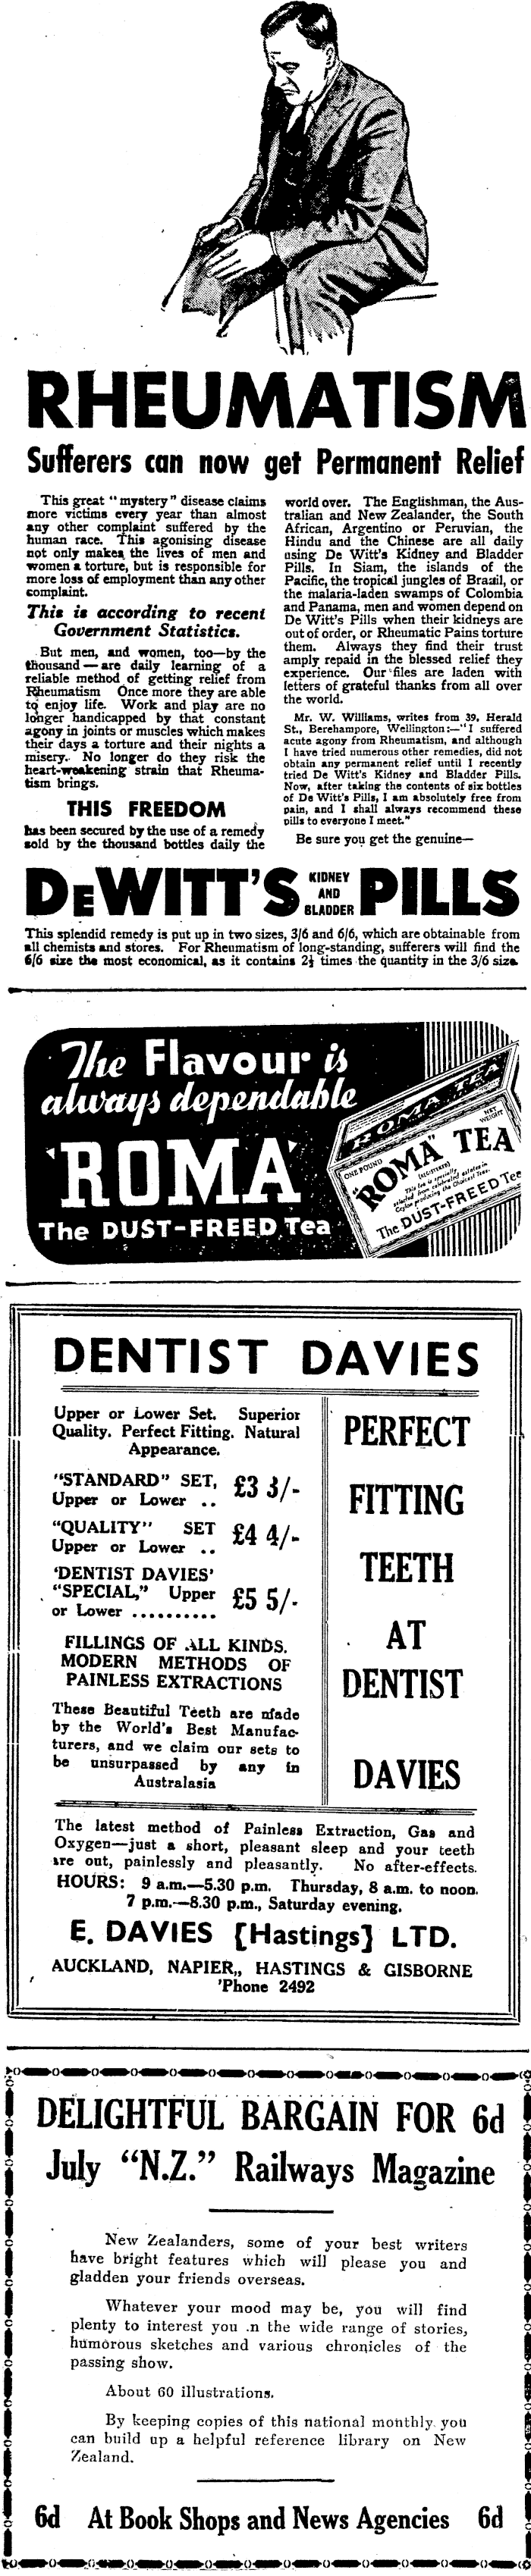 RHEUMATISM
Sufferers can now get Permanent Relief
This great "mystery" disease claims
more victims every year than almost
any other complaint suffered by the
human race. This agonising disease
not only makes the lives of men and
women a torture, but is responsible for
more loss of employment than any other
complaint.
This is according to recent
Government Statistics.
But men, and women, too—by the
thousand—are daily learning of a
reliable method of getting relief from
Rheumatism Once more they are able
to enjoy life. Work and play are no
longer handicapped by that constant
agony in joints or muscles which makes
their days a torture and their nights a
misery. No longer do they risk the
heart-weakening strain that Rheuma-
tism brings.
THIS FREEDOM
has been secured by the use of a remedy
sold by the thousand bottles daily the
world over. The Englishman, the Aus-
tralian and New Zealander, the South
African, Argentino or Peruvian, the
Hindu and the Chinese are all daily
using De Witt's Kidney and Bladder
Pills. In Siam, the islands of the
Pacific, the tropical jungles of Brazil, or
the malaria-laden swamps of Colombia
and Panama, men and women depend on
De Witt's Pills when their kidneys are
out of order, or Rheumatic Pains torture
them. Always they find their trust
amply repaid in the blessed relief they
experience. Our files are laden with
letters of grateful thanks from all over
the world.
Mr. W. Williams, writes from 39, Herald
St., Berehampore, Wellington:—"I suffered
acute agony from Rheumatism, and although
I have tried numerous other remedies, did not
obtain any permanent relief until I recently
tried De Witt's Kidney and Bladder Pills.
Now, after taking the contents of six bottles
of De Witt's Pills, I am absolutely free from
pain, and I shall always recommend these
pills to everyone I meet."
Be sure you get the genuine—
DEWITT'S KIDNEY AND BLADDER PILLS
This splendid remedy is put up in two sizes, 3/6 and 6/6, which are obtainable from
all chemists and stores. For Rheumatism of long-standing, sufferers will find the
6/6 size the most economical, as it contains 2½ times the quantity in the 3/6 size.
The Flavour is
always dependable
'ROMA'
The DUST-FREED Tea
ROMA TEA
ONE POUND
NET WEIGHT
"ROMA" TEA
(REGISTERED)
This tea is specially
selected from celebrated estates in
Ceylon producing the Choicest Teas.
The DUST-FREED Tea
DENTIST DAVIES
Upper or Lower Set. Superior
Quality. Perfect Fitting. Natural
Appearance.
"STANDARD" SET,
Upper or Lower .. £3 3/-
"QUALITY" SET
Upper or Lower .. £4 4/-
'DENTIST DAVIES'
"SPECIAL," Upper
or Lower .......... £5 5/-
FILLINGS OF ALL KINDS.
MODERN METHODS OF
PAINLESS EXTRACTIONS
These Beautiful Teeth are made
by the World's Best Manufac-
turers, and we claim our sets to
be unsurpassed by any in
Australasia
PERFECT
FITTING
TEETH
AT
DENTIST
DAVIES
The latest method of Painless Extraction, Gas and
Oxygen—just a short, pleasant sleep and your teeth
are out, painlessly and pleasantly. No after-effects.
HOURS: 9 a.m.—5.30 p.m. Thursday, 8 a.m. to noon.
7 p.m.—8.30 p.m., Saturday evening.
E. DAVIES [Hastings] LTD.
AUCKLAND, NAPIER,, HASTINGS & GISBORNE
'Phone 2492
DELIGHTFUL BARGAIN FOR 6d
July "N.Z." Railways Magazine
New Zealanders, some of your best writers
have bright features which will please you and
gladden your friends overseas.
Whatever your mood may be, you will find
plenty to interest you .n the wide range of stories,
humorous sketches and various chronicles of the
passing show.
About 60 illustrations.
By keeping copies of this national monthly you
can build up a helpful reference library on New
Zealand.
6d At Book Shops and News Agencies 6d